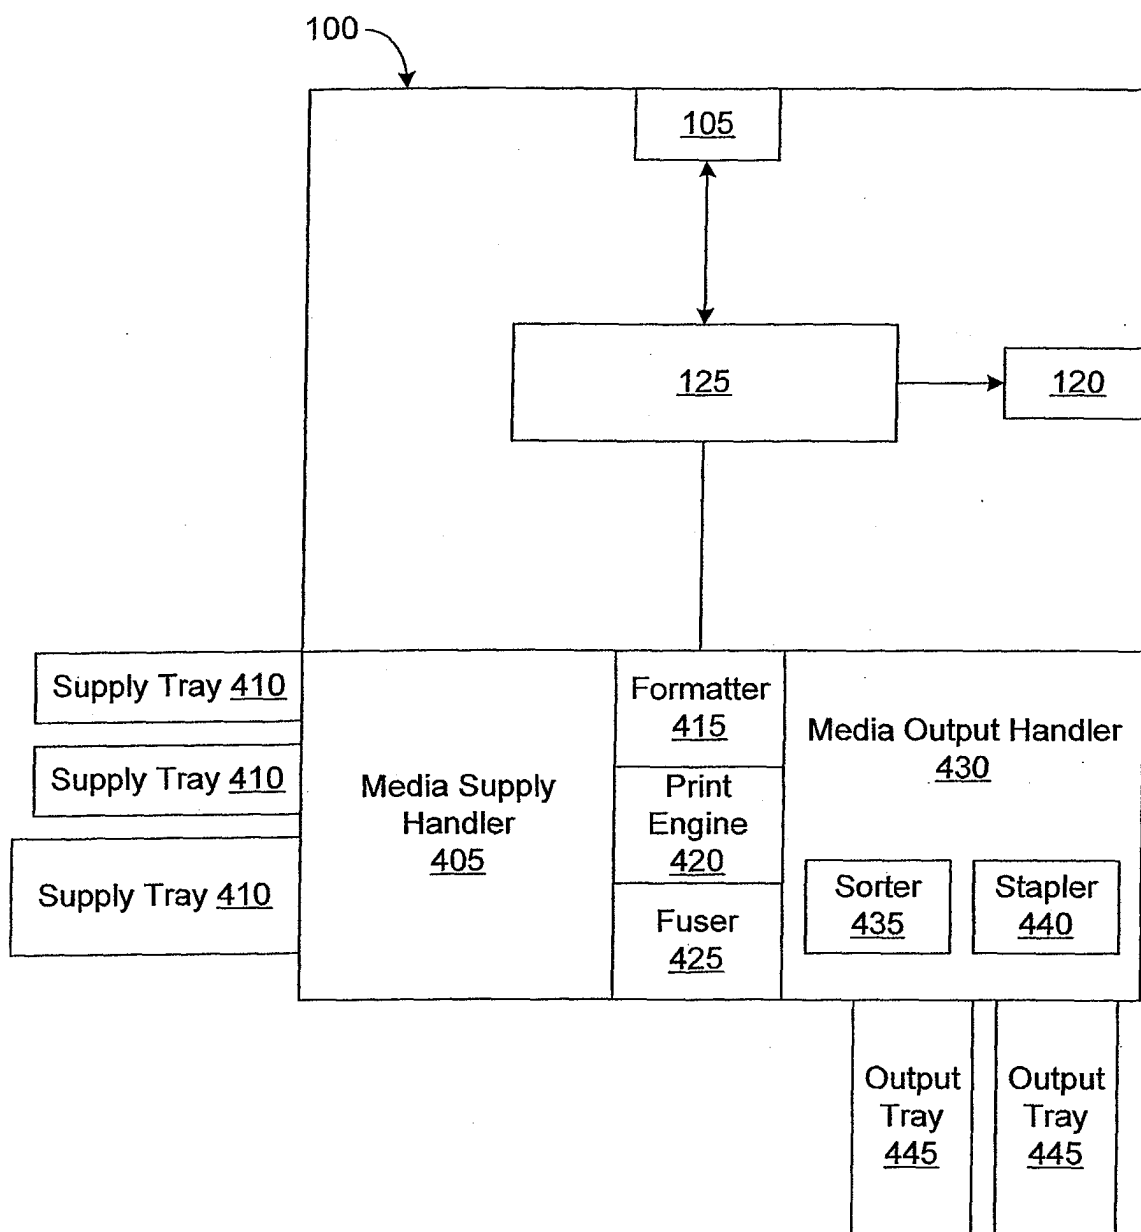 100
105
125
120
Supply Tray 410
Supply Tray 410
Supply Tray 410
Media Supply
Handler
405
Formatter
415
Print
Engine
420
Fuser
425
Media Output Handler
430
Sorter
435
Stapler
440
Output
Tray
445
Output
Tray
445